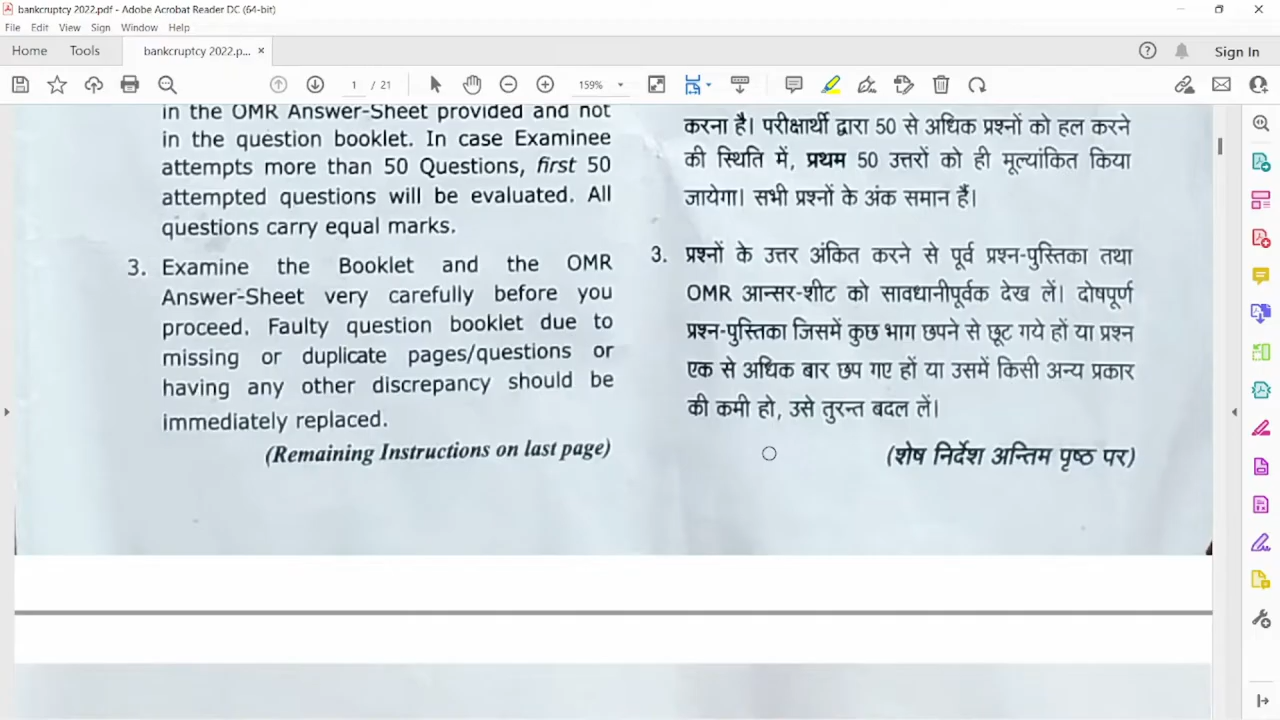 bankcruptcy 2022.pdf - Adobe Acrobat Reader DC (64-bit)
File Edit View Sign Window Help
Home Tools bankcruptcy 2022.p... × Sign In
1 / 21 159%
in the OMR Answer-Sheet provided and not
in the question booklet. In case Examinee
attempts more than 50 Questions, first 50
attempted questions will be evaluated. All
questions carry equal marks.
3. Examine the Booklet and the OMR
Answer-Sheet very carefully before you
proceed. Faulty question booklet due to
missing or duplicate pages/questions or
having any other discrepancy should be
immediately replaced.
(Remaining Instructions on last page)
करना है। परीक्षार्थी द्वारा 50 से अधिक प्रश्नों को हल करने
की स्थिति में, प्रथम 50 उत्तरों को ही मूल्यांकित किया
जायेगा। सभी प्रश्नों के अंक समान हैं।
3. प्रश्नों के उत्तर अंकित करने से पूर्व प्रश्न-पुस्तिका तथा
OMR आन्सर-शीट को सावधानीपूर्वक देख लें। दोषपूर्ण
प्रश्न-पुस्तिका जिसमें कुछ भाग छपने से छूट गये हों या प्रश्न
एक से अधिक बार छप गए हों या उसमें किसी अन्य प्रकार
की कमी हो, उसे तुरन्त बदल लें।
(शेष निर्देश अन्तिम पृष्ठ पर)